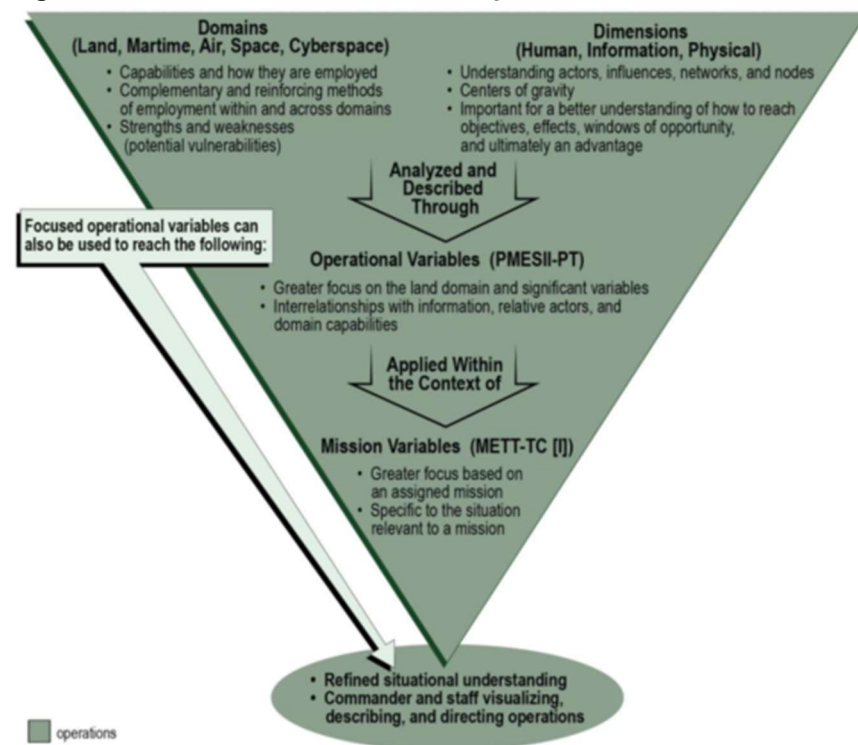 Domains
(Land, Martime, Air, Space, Cyberspace)
• Capabilities and how they are employed
• Complementary and reinforcing methods
of employment within and across domains
• Strengths and weaknesses
(potential vulnerabilities)
Dimensions
(Human, Information, Physical)
• Understanding actors, influences, networks, and nodes
• Centers of gravity
• Important for a better understanding of how to reach
objectives, effects, windows of opportunity,
and ultimately an advantage
Analyzed and
Described
Through
Focused operational variables can
also be used to reach the following:
Operational Variables (PMESII-PT)
• Greater focus on the land domain and significant variables
• Interrelationships with information, relative actors, and
domain capabilities
Applied Within
the Context of
Mission Variables (METT-TC [I])
• Greater focus based on
an assigned mission
• Specific to the situation
relevant to a mission
• Refined situational understanding
• Commander and staff visualizing,
describing, and directing operations
operations